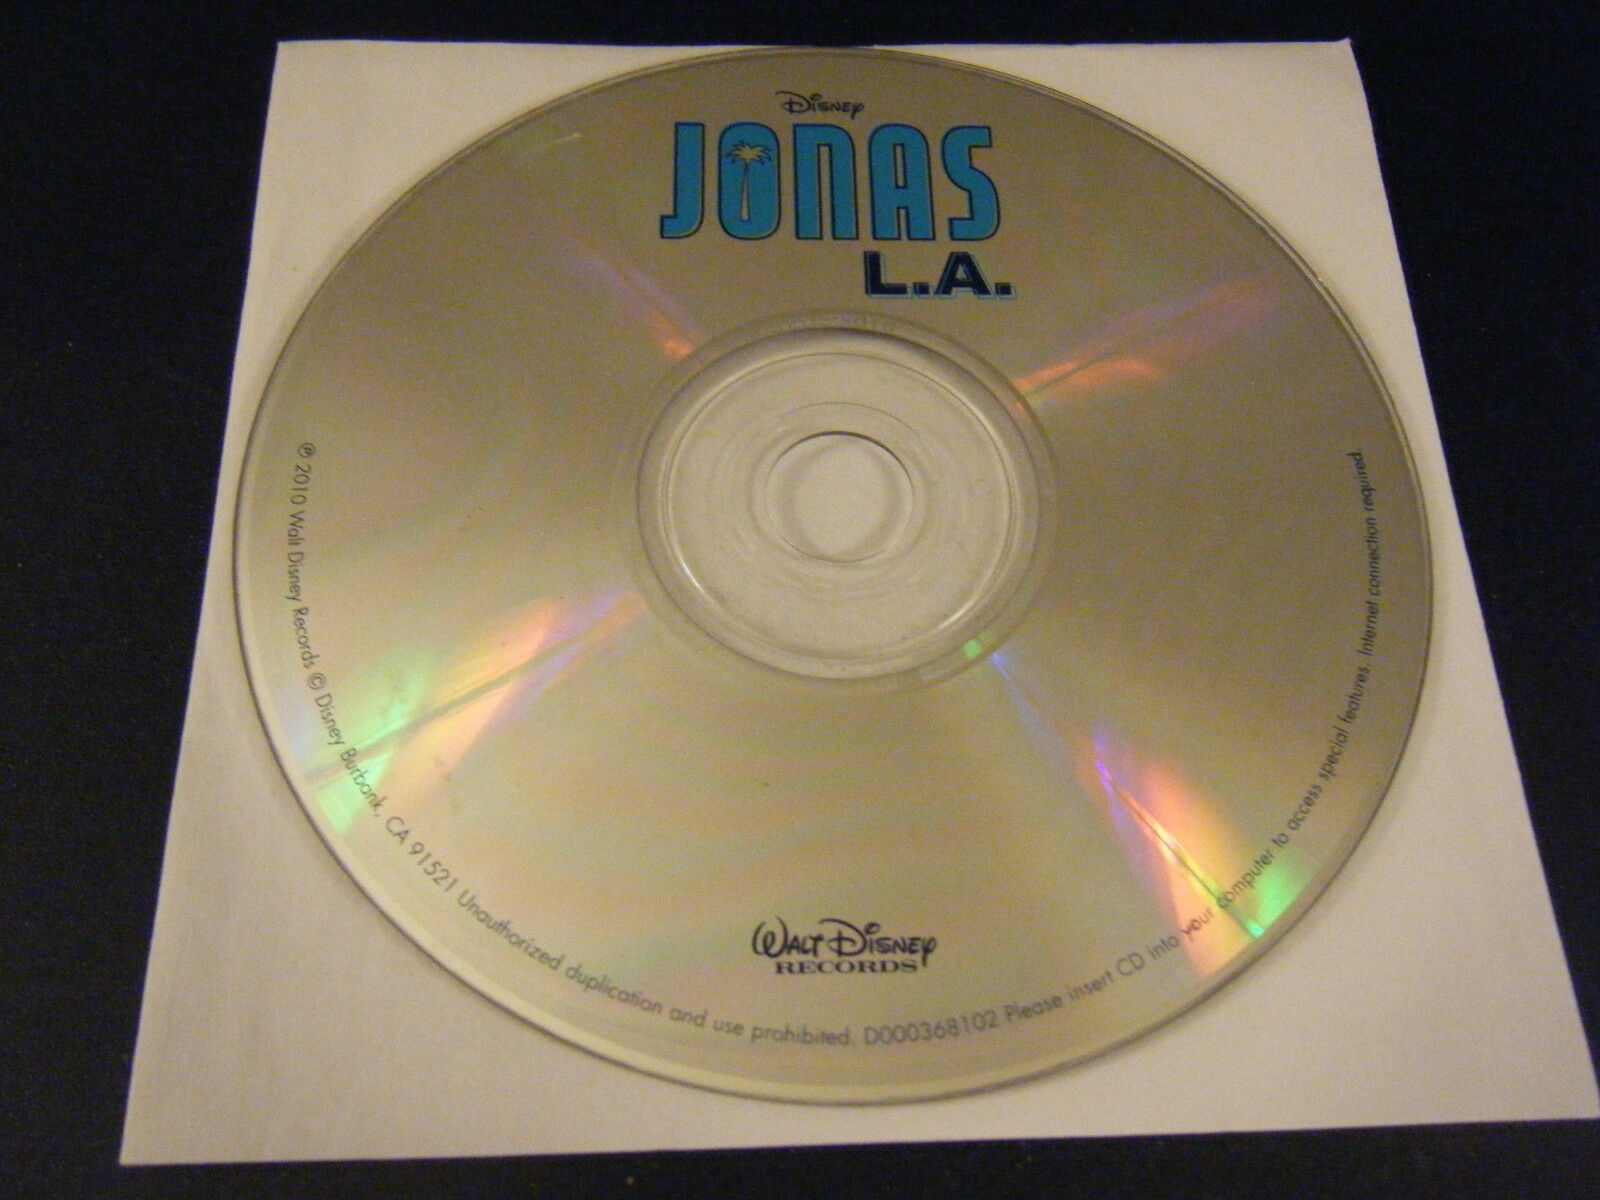 Disney
JONAS
L.A.
℗ 2010 Walt Disney Records © Disney Burbank, CA 91521 Unauthorized duplication and use prohibited. D000368102 Please insert CD into your computer to access special features. Internet connection required
WALT DISNEY
RECORDS